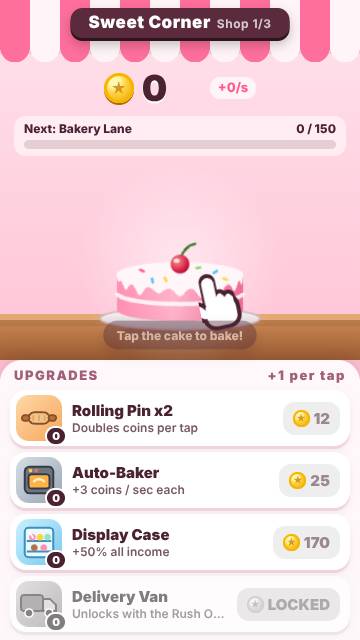 Sweet Corner Shop 1/3
0 +0/s
Next: Bakery Lane 0 / 150
Tap the cake to bake!
UPGRADES +1 per tap
Rolling Pin x2
Doubles coins per tap
0 12
Auto-Baker
+3 coins / sec each
0 25
Display Case
+50% all income
0 170
Delivery Van
Unlocks with the Rush O...
0 LOCKED